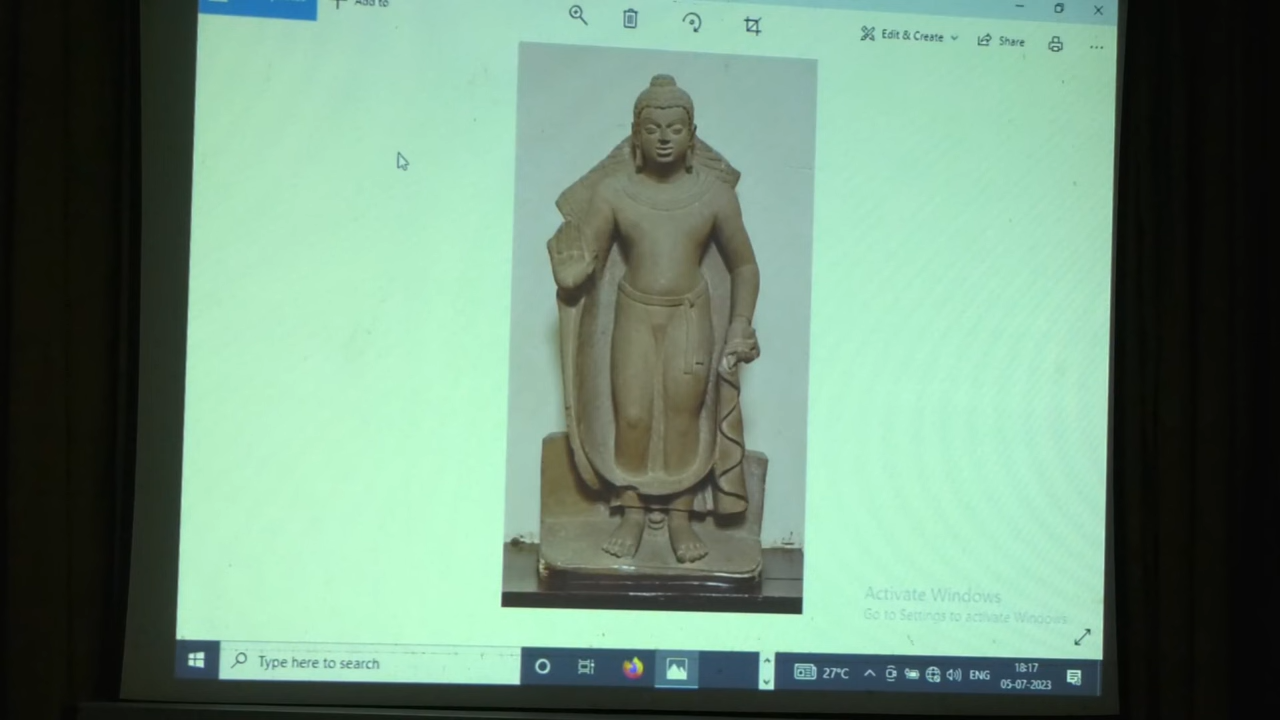 Add to
Edit & Create
Share
Activate Windows
Go to Settings to activate Windows.
Type here to search
27°C
ENG
18:17
05-07-2023